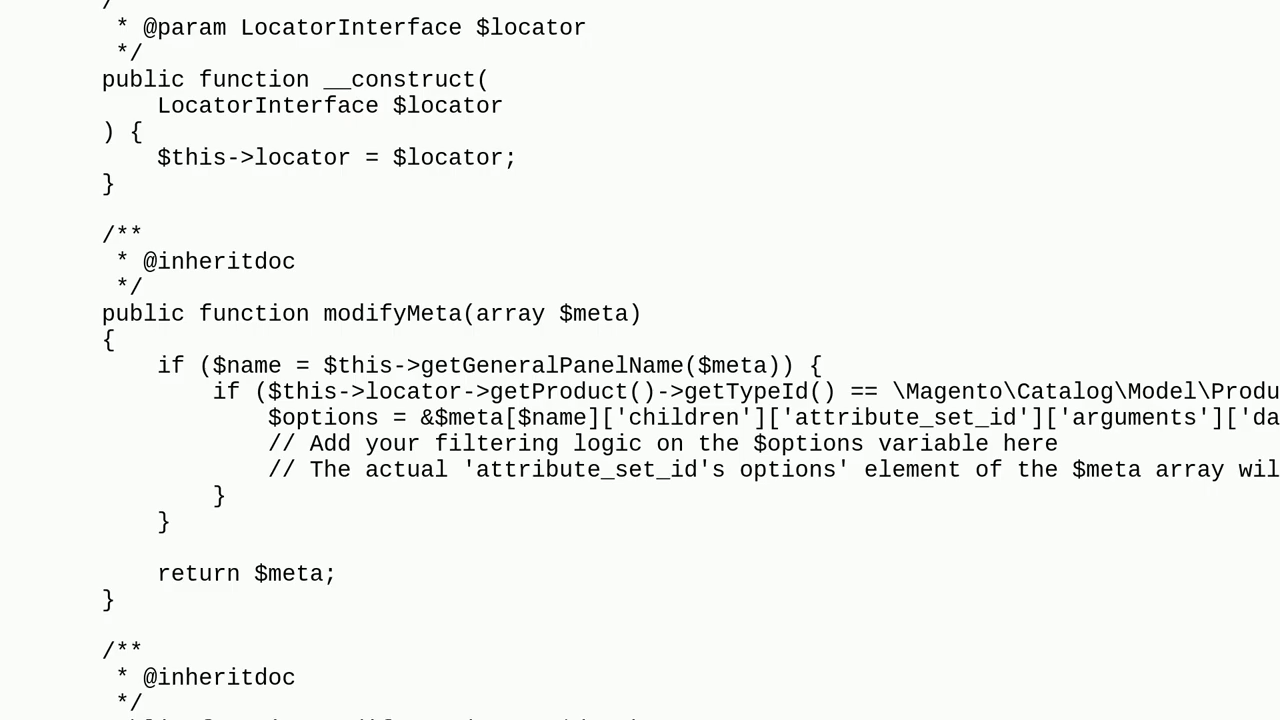 * @param LocatorInterface $locator
 */
public function __construct(
    LocatorInterface $locator
) {
    $this->locator = $locator;
}

/**
 * @inheritdoc
 */
public function modifyMeta(array $meta)
{
    if ($name = $this->getGeneralPanelName($meta)) {
        if ($this->locator->getProduct()->getTypeId() == \Magento\Catalog\Model\Produ
            $options = &$meta[$name]['children']['attribute_set_id']['arguments']['da
            // Add your filtering logic on the $options variable here
            // The actual 'attribute_set_id's options' element of the $meta array wil
        }
    }

    return $meta;
}

/**
 * @inheritdoc
 */